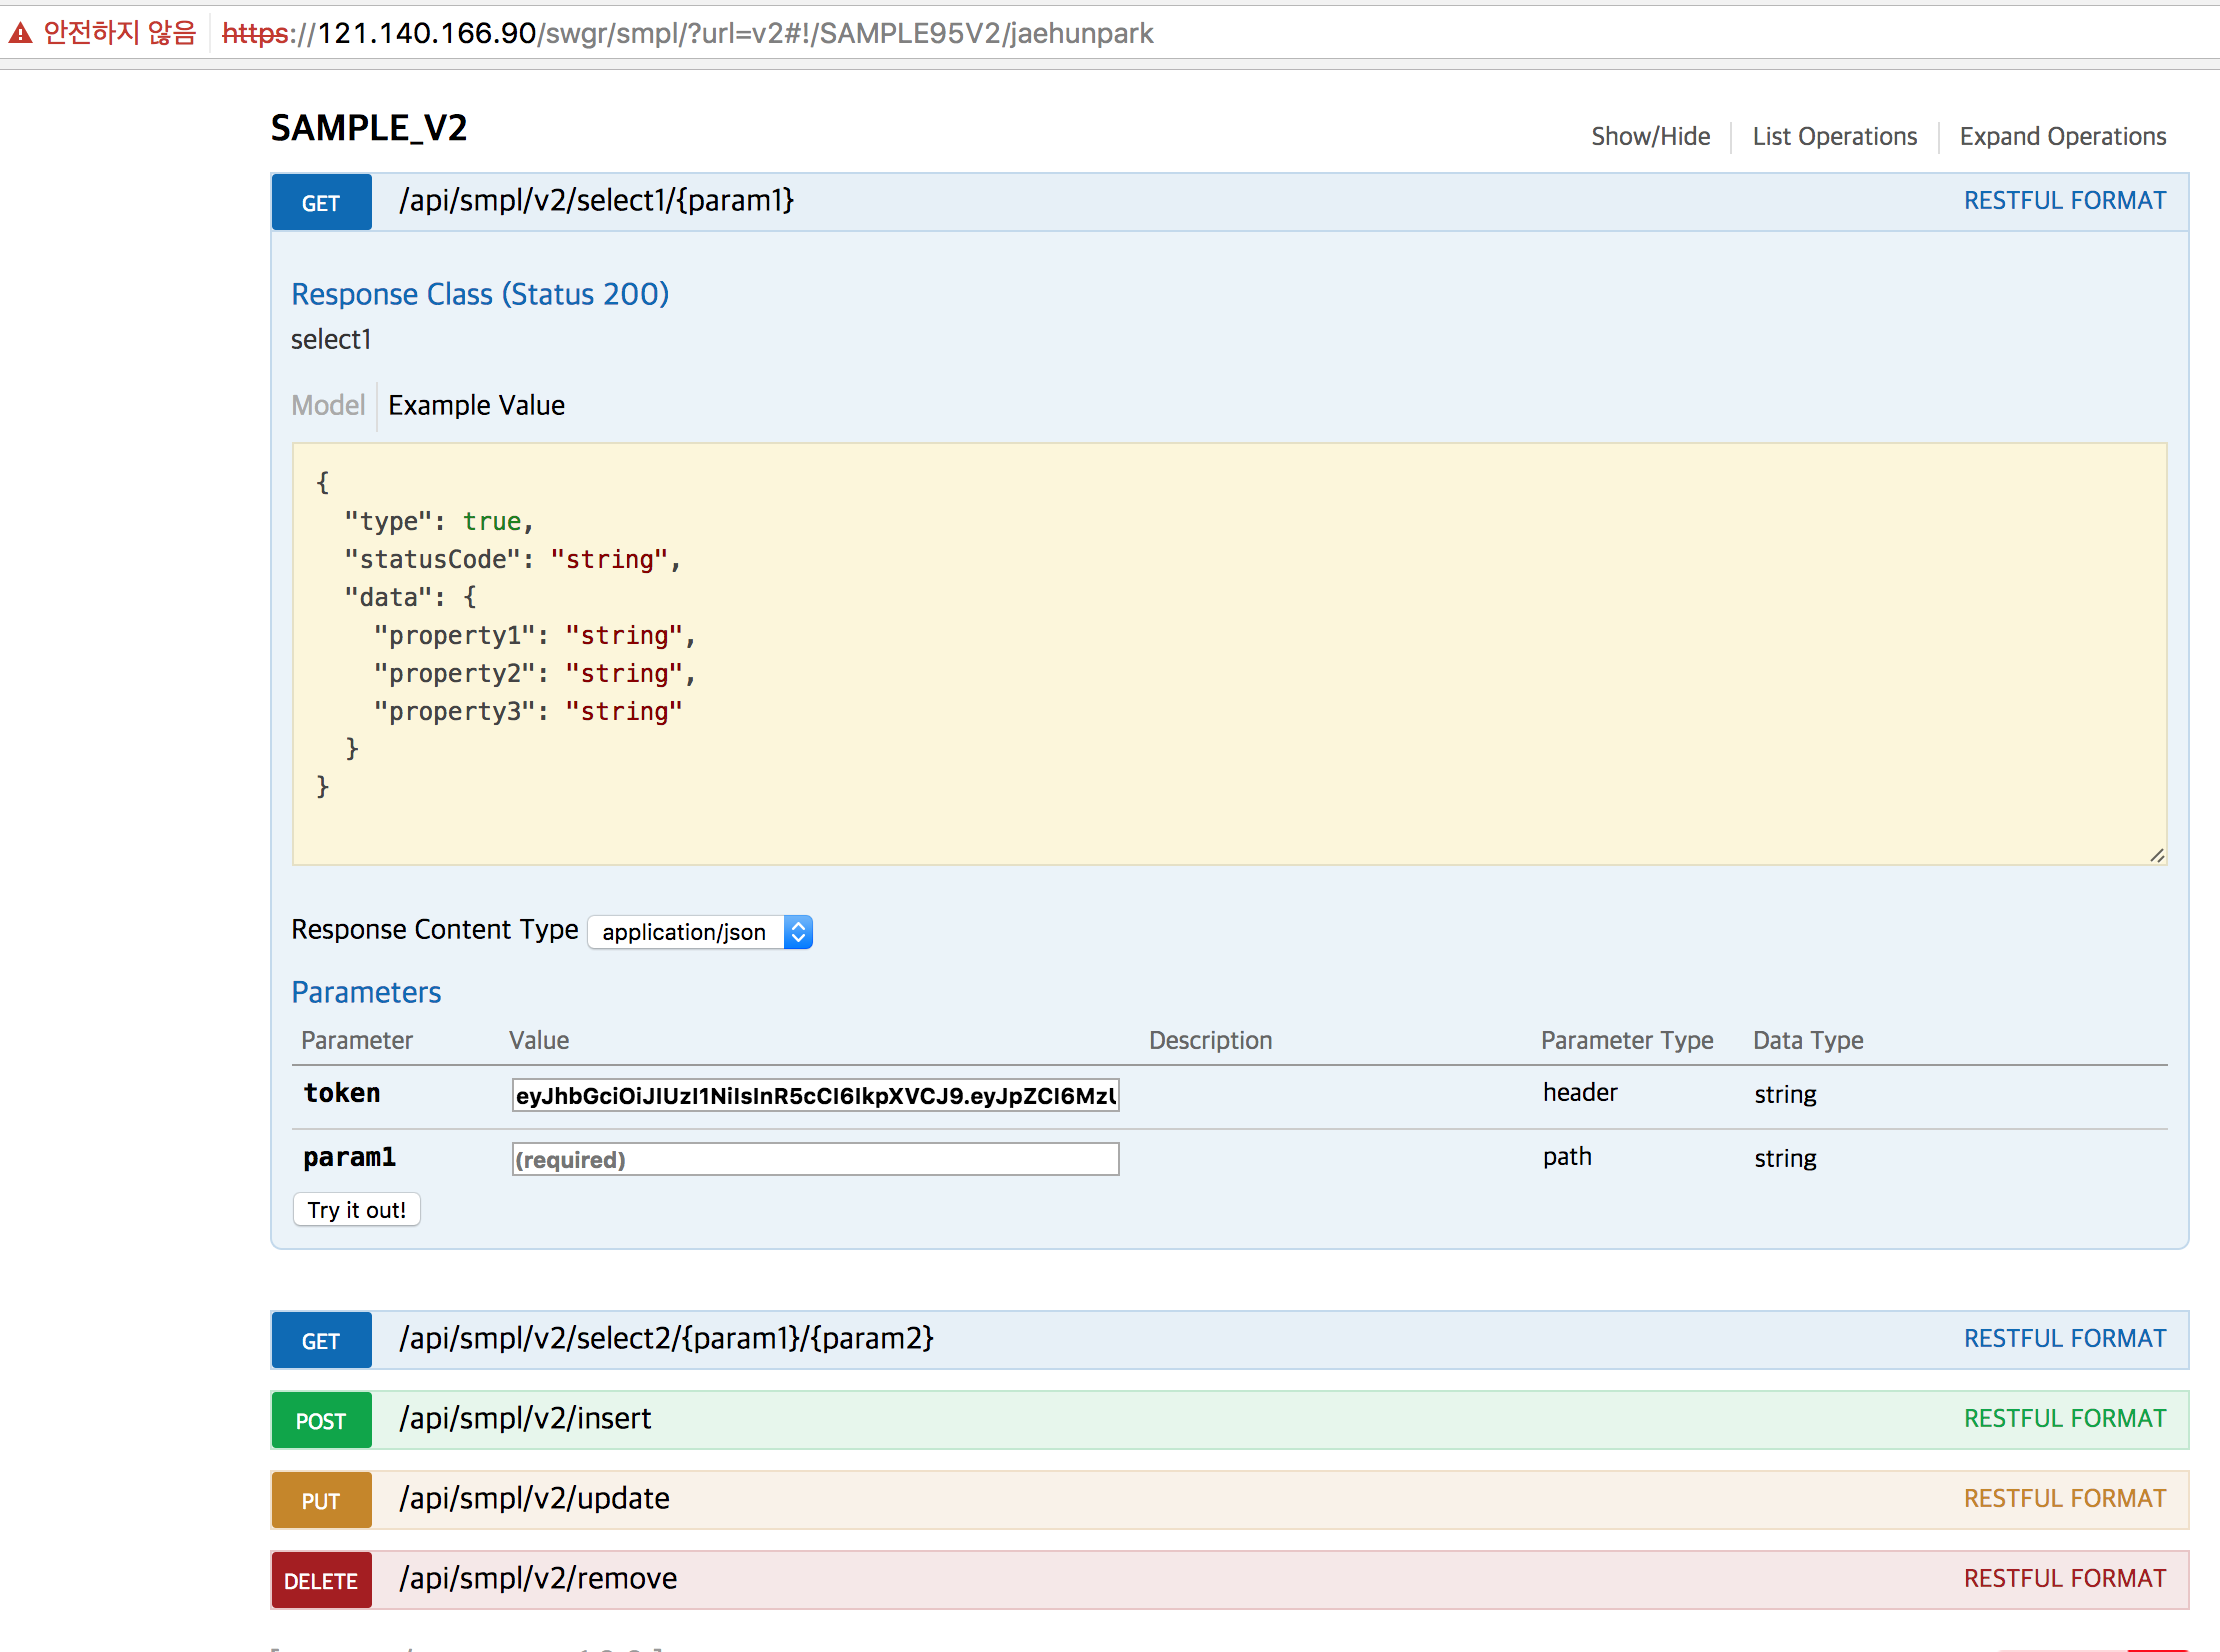 안전하지 않음 https://121.140.166.90/swgr/smpl/?url=v2#!/SAMPLE95V2/jaehunpark
SAMPLE_V2
Show/Hide List Operations Expand Operations
GET /api/smpl/v2/select1/{param1} RESTFUL FORMAT
Response Class (Status 200)
select1
Model Example Value
{
"type": true,
"statusCode": "string",
"data": {
"property1": "string",
"property2": "string",
"property3": "string"
}
}
Response Content Type application/json
Parameters
Parameter Value Description Parameter Type Data Type
token eyJhbGciOiJIUzI1NiIsInR5cCI6IkpXVCJ9.eyJpZCI6MzU header string
param1 (required) path string
Try it out!
GET /api/smpl/v2/select2/{param1}/{param2} RESTFUL FORMAT
POST /api/smpl/v2/insert RESTFUL FORMAT
PUT /api/smpl/v2/update RESTFUL FORMAT
DELETE /api/smpl/v2/remove RESTFUL FORMAT